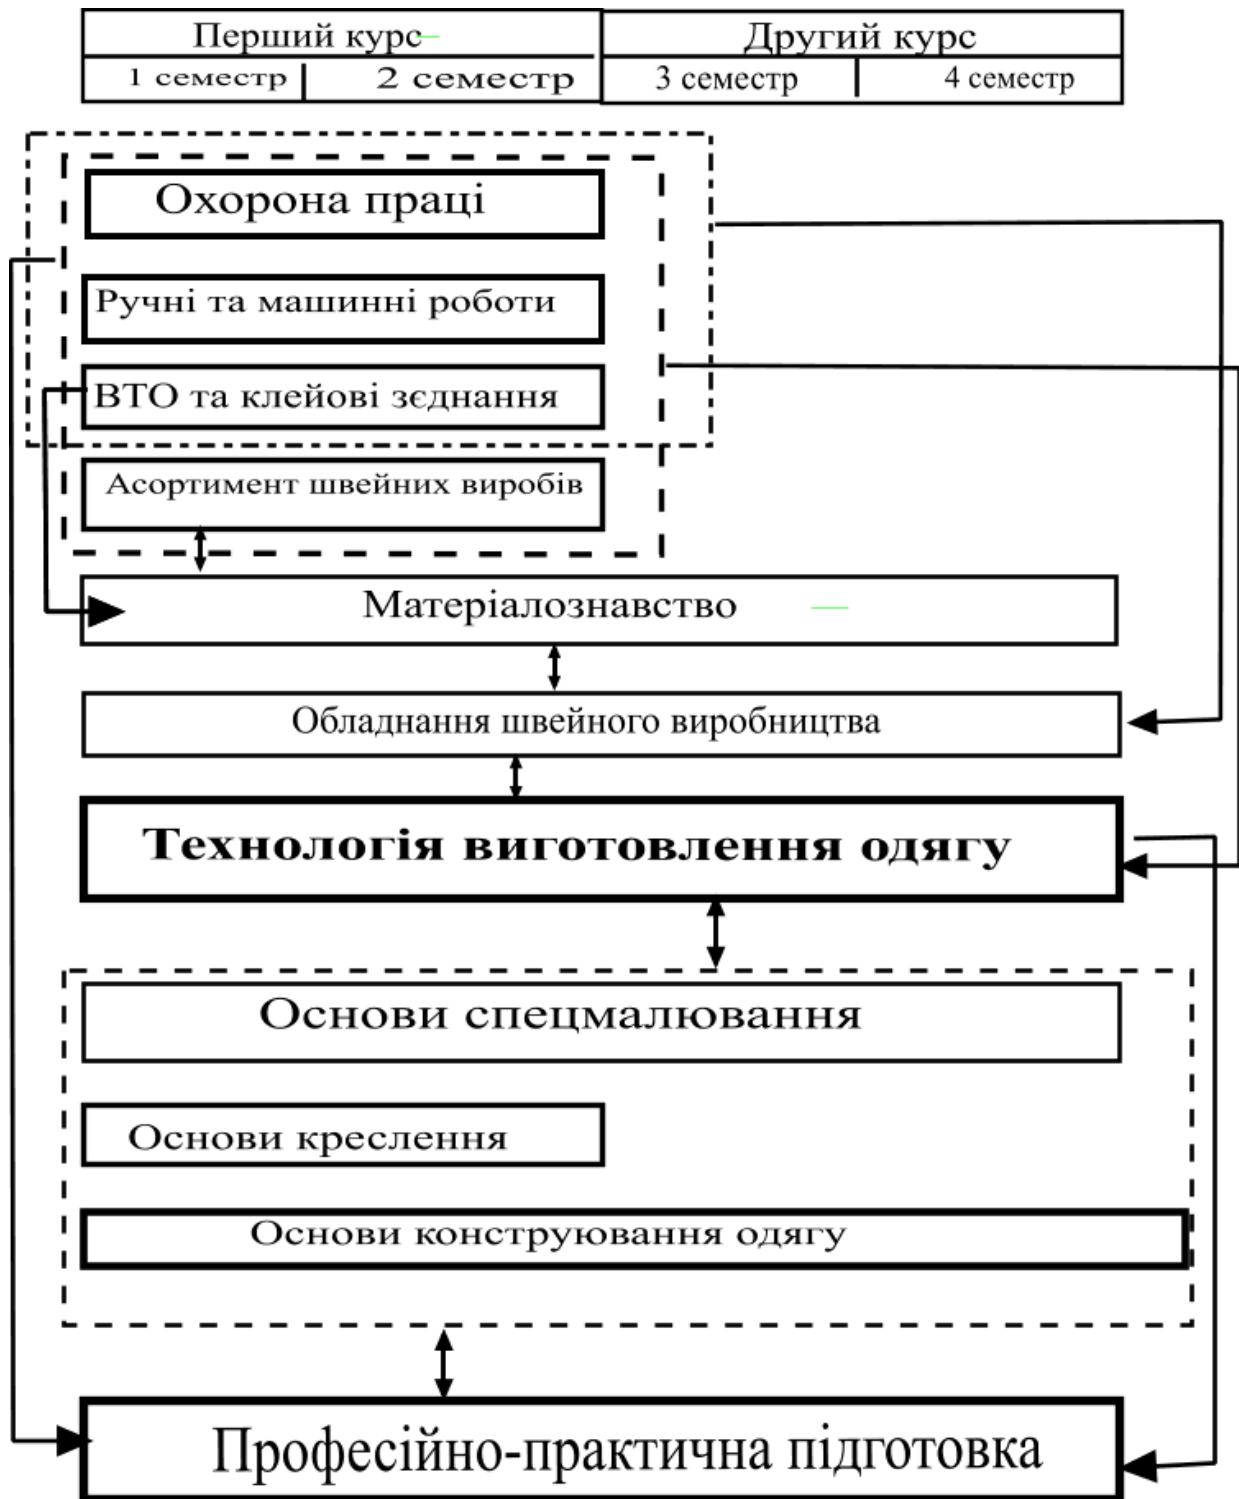 Перший курс
Другий курс
1 семестр
2 семестр
3 семестр
4 семестр
Охорона праці
Ручні та машинні роботи
ВТО та клейові зєднання
Асортимент швейних виробів
Матеріалознавство
Обладнання швейного виробництва
Технологія виготовлення одягу
Основи спецмалювання
Основи креслення
Основи конструювання одягу
Професійно-практична підготовка